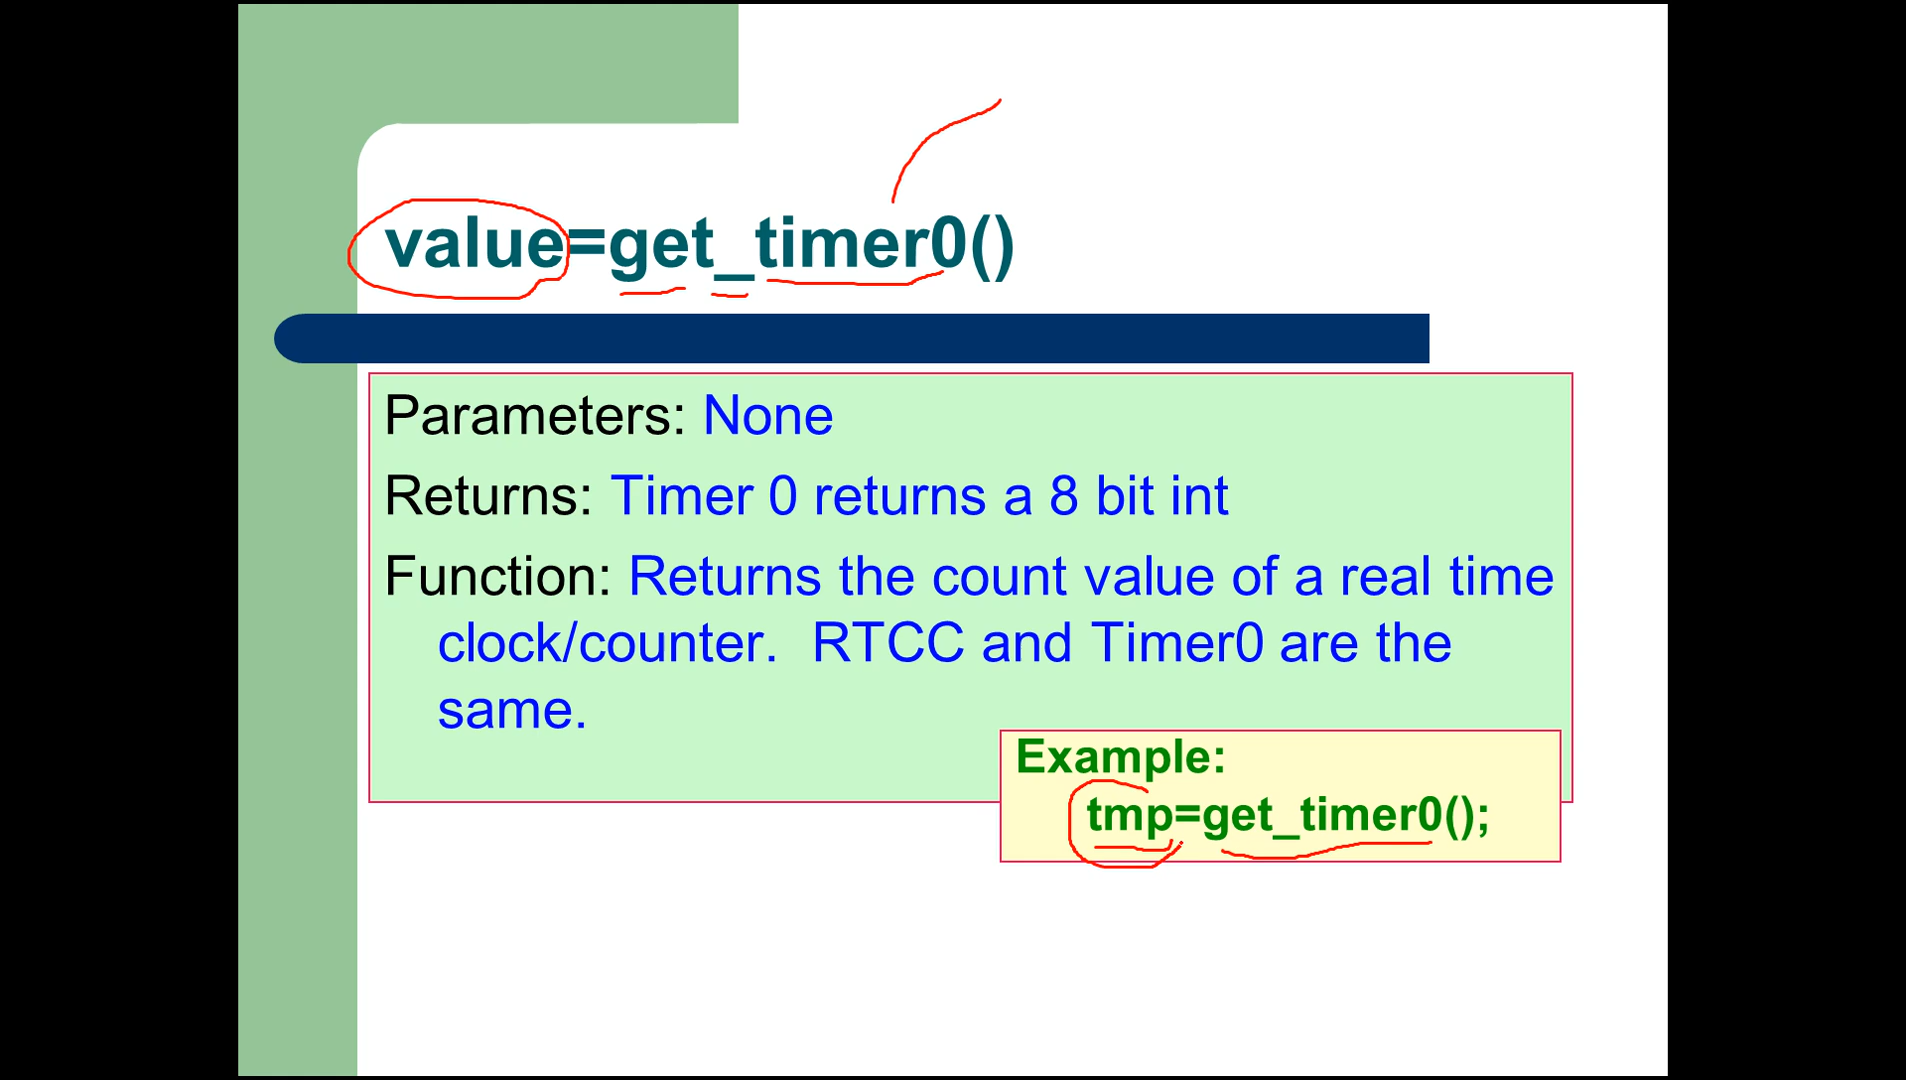 value=get_timer0()
Parameters: None
Returns: Timer 0 returns a 8 bit int
Function: Returns the count value of a real time
clock/counter.  RTCC and Timer0 are the
same.
Example:
tmp=get_timer0();